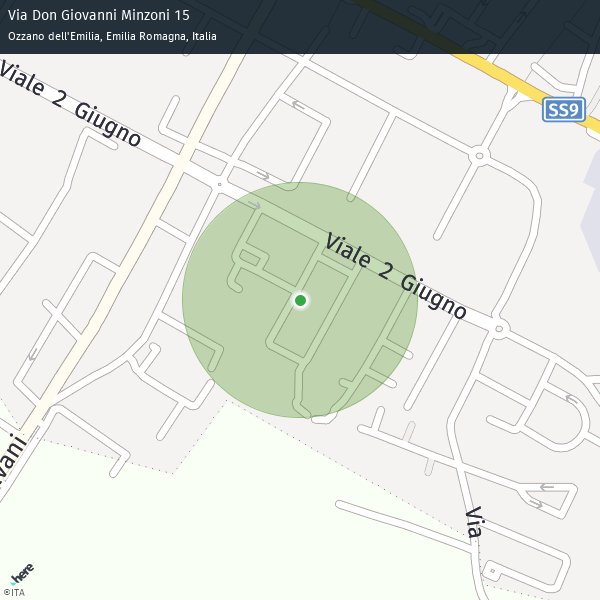 Via Don Giovanni Minzoni 15
Ozzano dell'Emilia, Emilia Romagna, Italia
Viale 2 Giugno
SS9
Viale 2 Giugno
vani
Via
here
©ITA